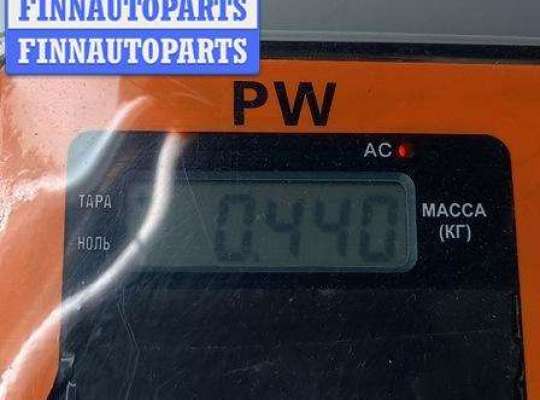 FINNAUTOPARTS
FINNAUTOPARTS
PW
AC
ТАРА
НОЛЬ
0.440
МАССА
(КГ)